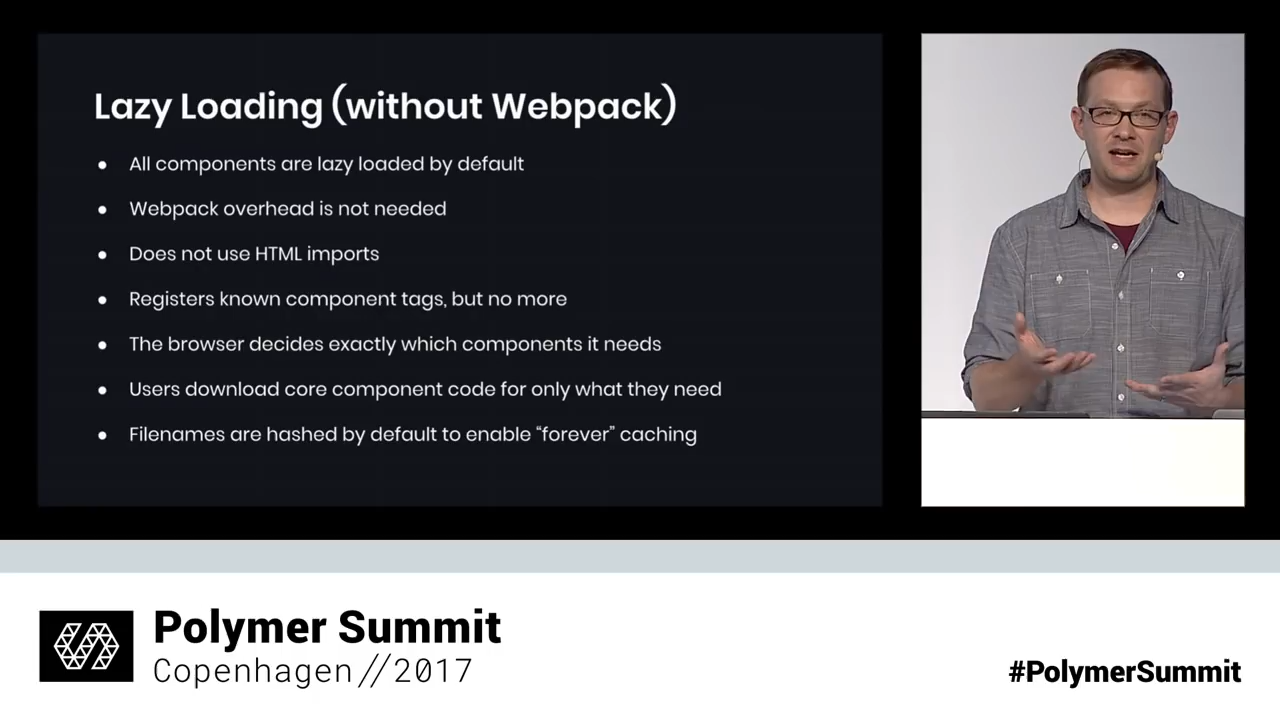 Lazy Loading (without Webpack)
All components are lazy loaded by default
Webpack overhead is not needed
Does not use HTML imports
Registers known component tags, but no more
The browser decides exactly which components it needs
Users download core component code for only what they need
Filenames are hashed by default to enable “forever” caching
Polymer Summit
Copenhagen//2017
#PolymerSummit